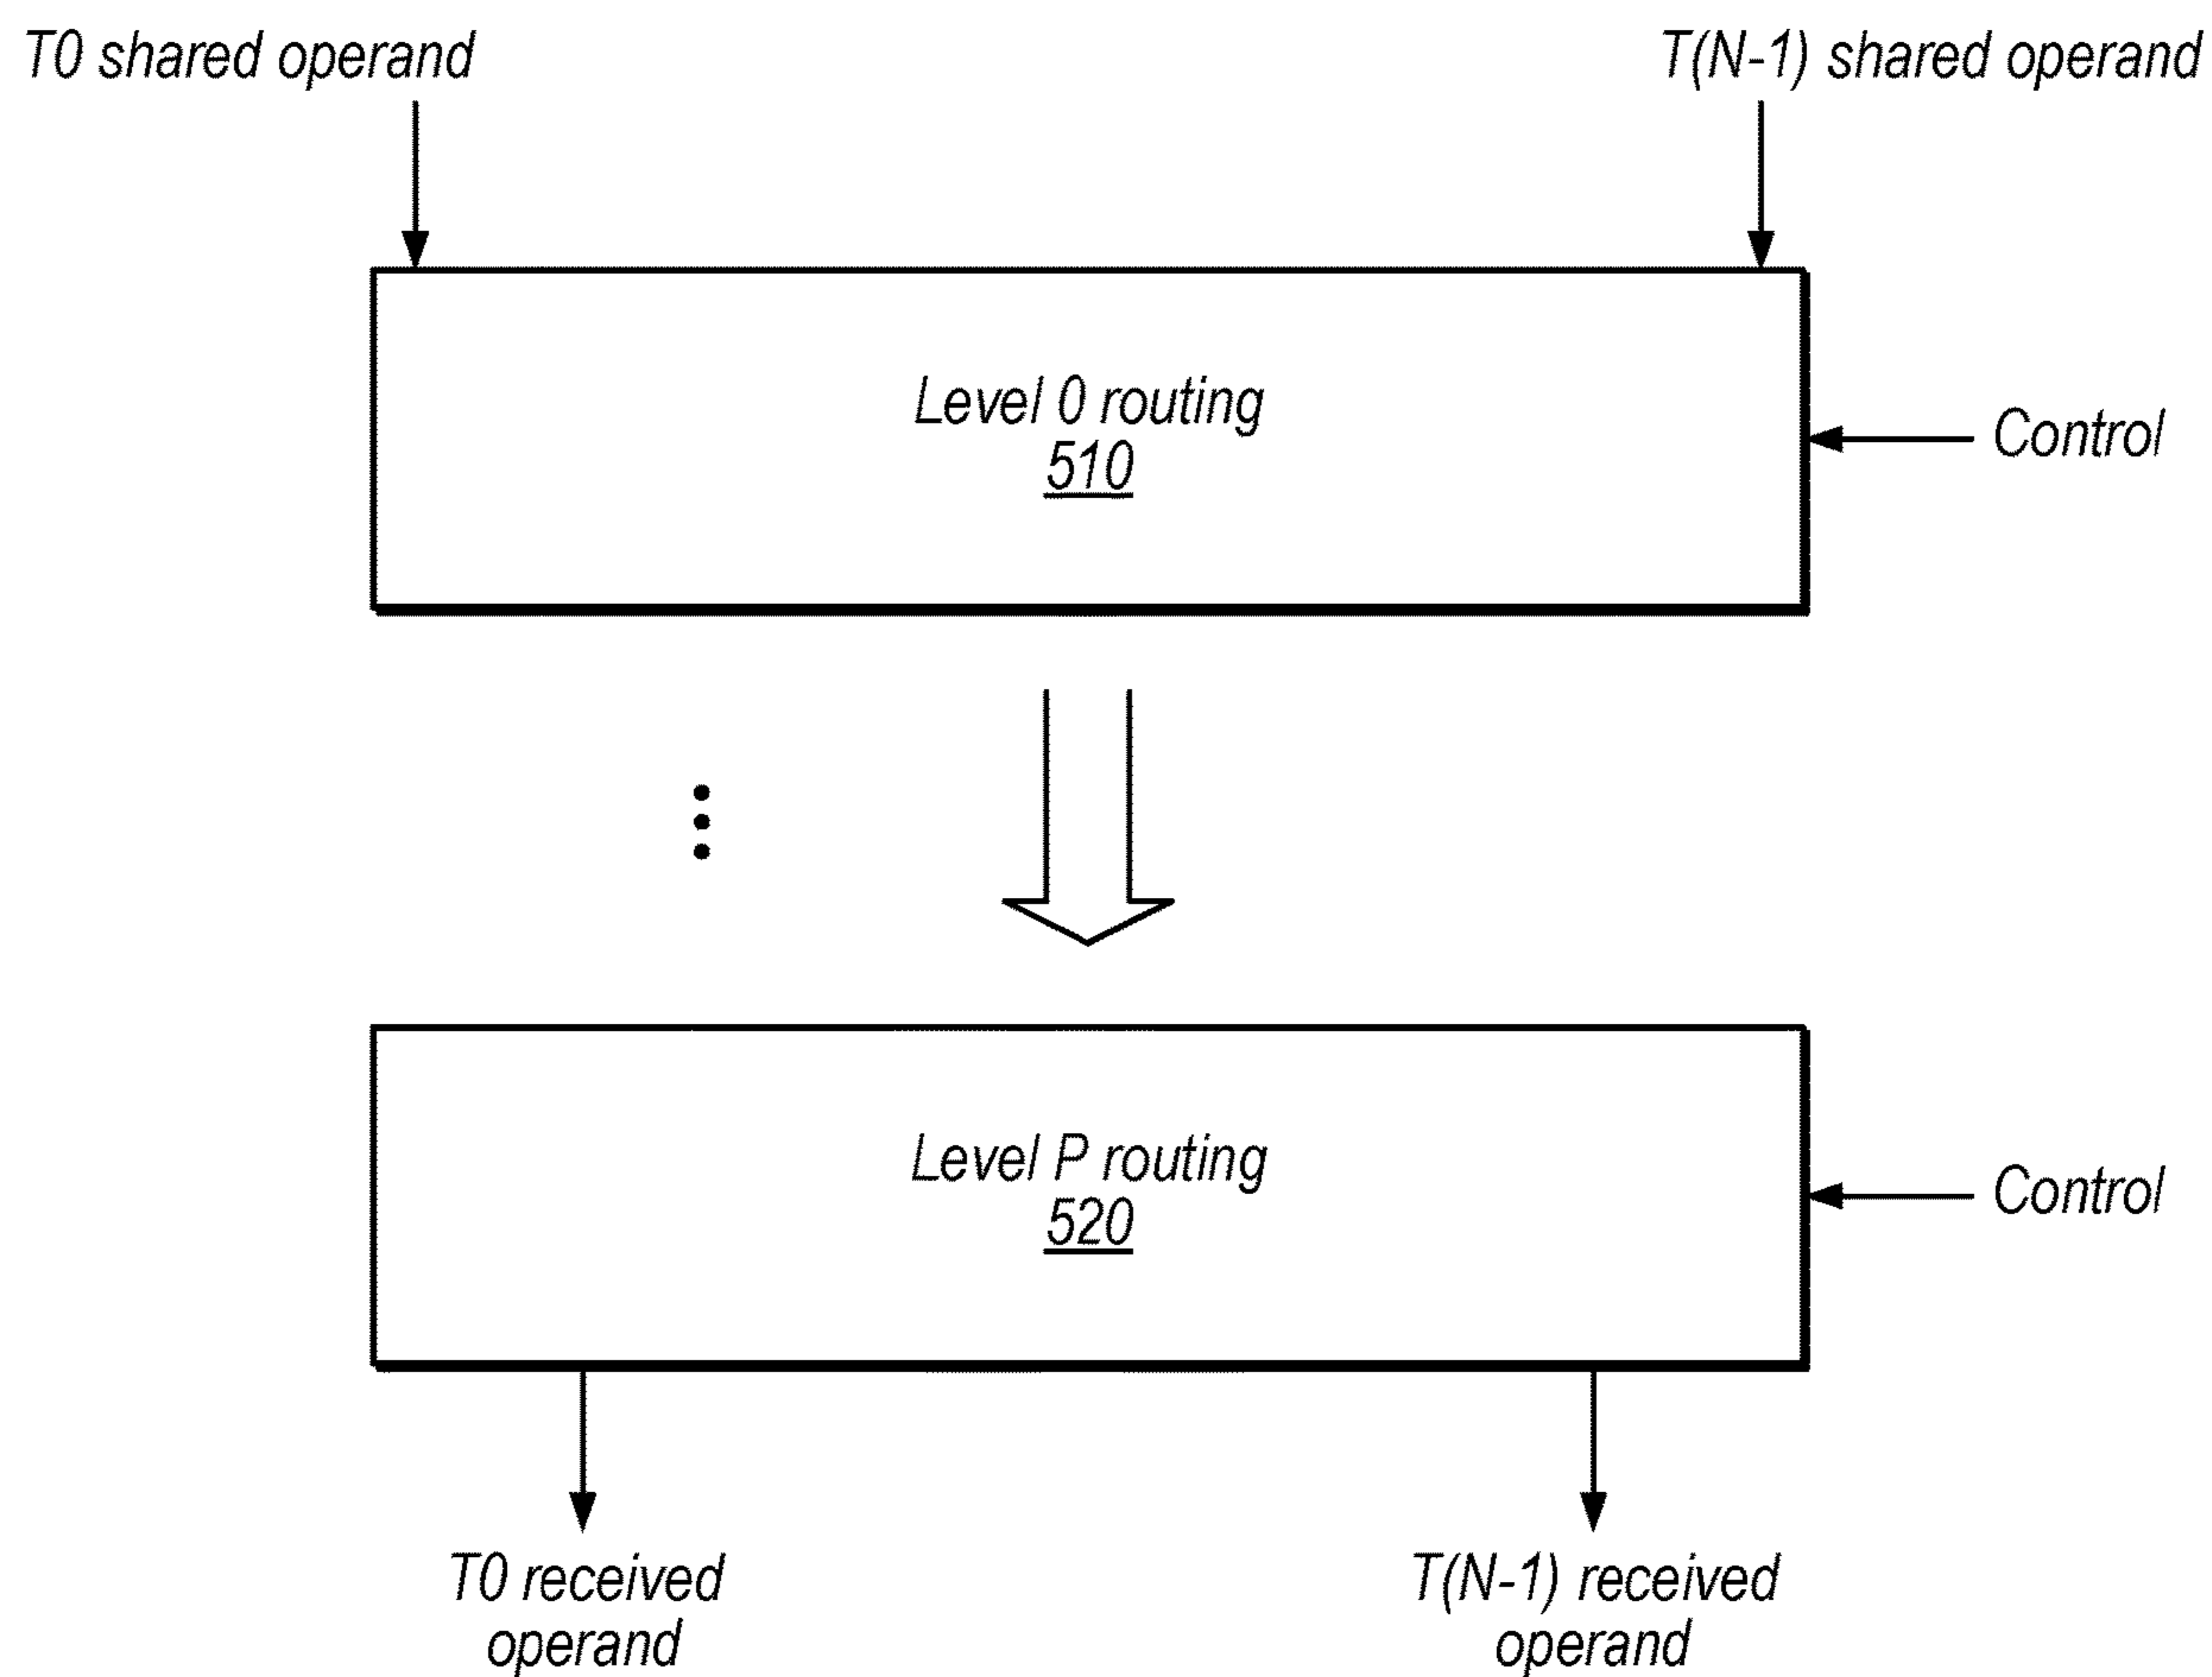 T0 shared operand
T(N-1) shared operand
Level 0 routing
510
Control
Level P routing
520
Control
T0 received
operand
T(N-1) received
operand